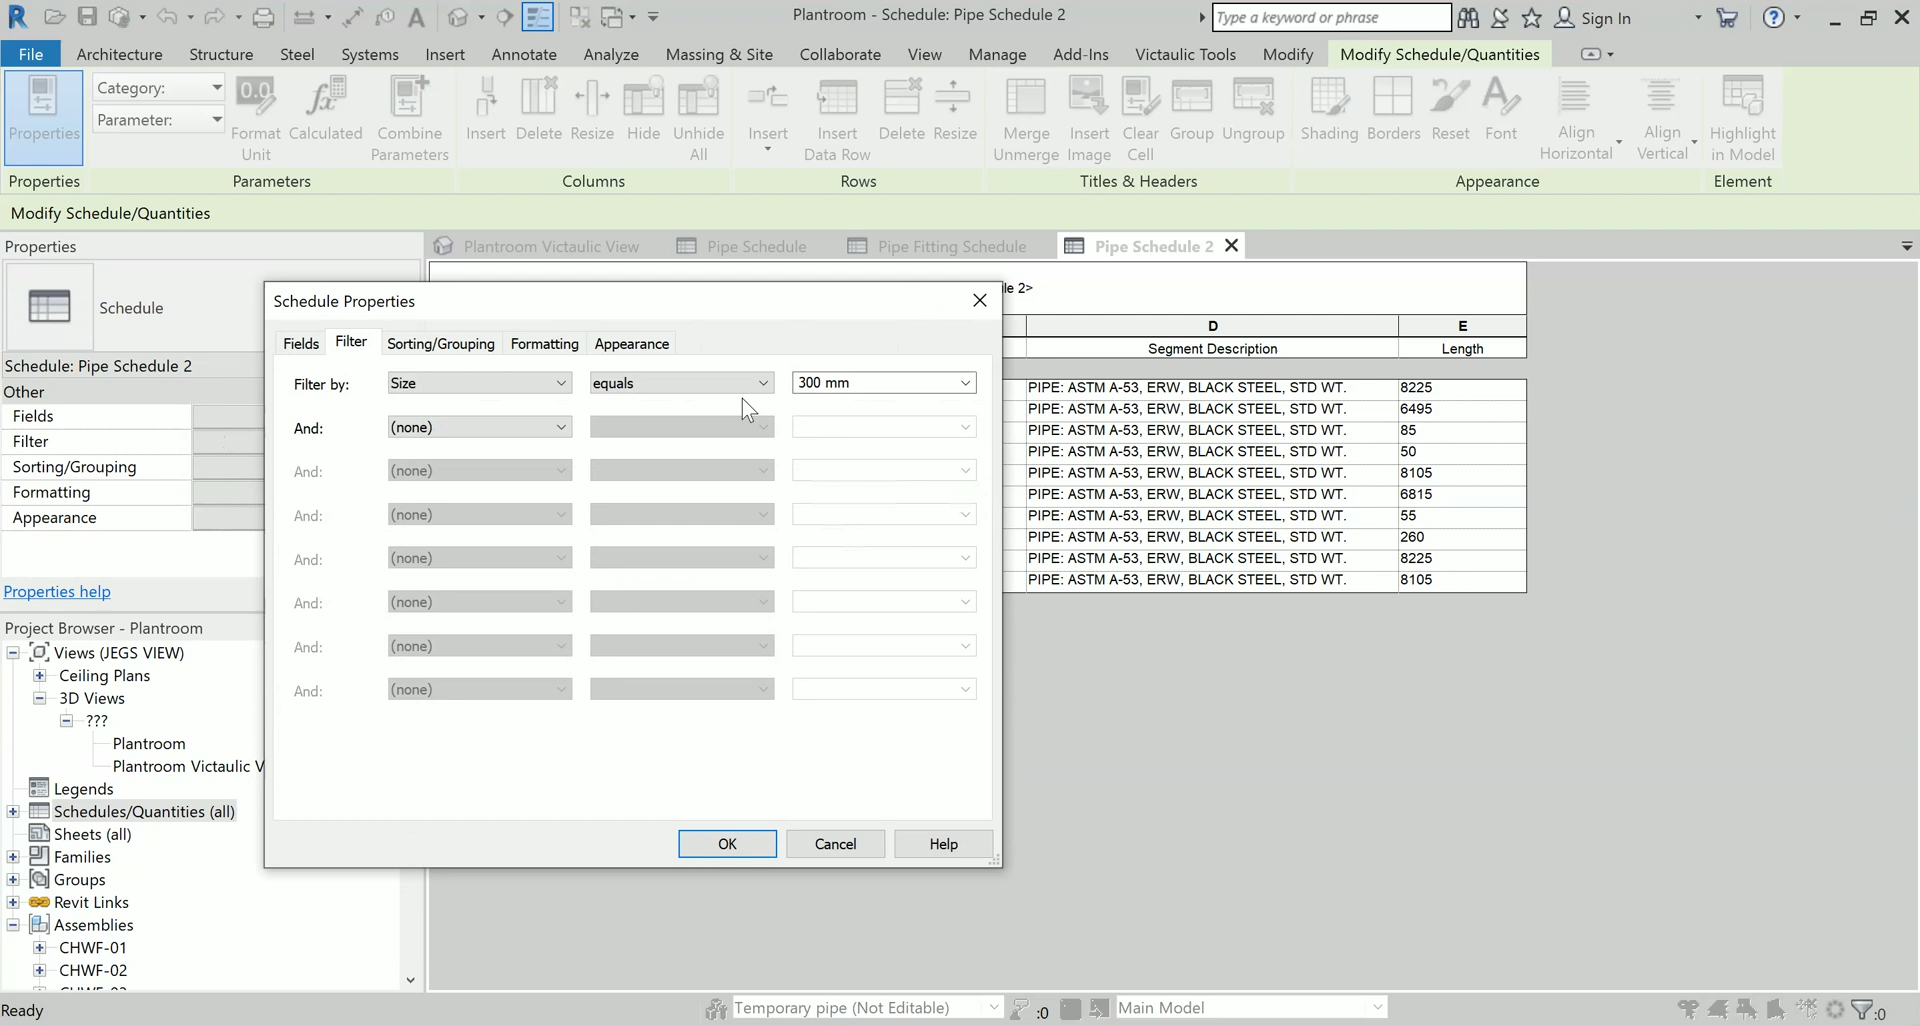 Plantroom - Schedule: Pipe Schedule 2
Type a keyword or phrase
Sign In
File Architecture Structure Steel Systems Insert Annotate Analyze Massing & Site Collaborate View Manage Add-Ins Victaulic Tools Modify Modify Schedule/Quantities
Properties
Category:
Parameter:
Format
Unit
Calculated
Combine
Parameters
Insert
Delete
Resize
Hide
Unhide
All
Insert
Insert
Data Row
Delete
Resize
Merge
Unmerge
Insert
Image
Clear
Cell
Group
Ungroup
Shading
Borders
Reset
Font
Align
Horizontal
Align
Vertical
Highlight
in Model
Properties Parameters Columns Rows Titles & Headers Appearance Element
Modify Schedule/Quantities
Properties
Plantroom Victaulic View
Pipe Schedule
Pipe Fitting Schedule
Pipe Schedule 2
Schedule
Schedule: Pipe Schedule 2
Other
Fields
Filter
Sorting/Grouping
Formatting
Appearance
Properties help
Project Browser - Plantroom
Views (JEGS VIEW)
Ceiling Plans
3D Views
???
Plantroom
Plantroom Victaulic V
Legends
Schedules/Quantities (all)
Sheets (all)
Families
Groups
Revit Links
Assemblies
CHWF-01
CHWF-02
Schedule Properties
Fields Filter Sorting/Grouping Formatting Appearance
Filter by: Size equals 300 mm
And: (none)
And: (none)
And: (none)
And: (none)
And: (none)
And: (none)
And: (none)
OK Cancel Help
le 2>
D E
Segment Description Length
PIPE: ASTM A-53, ERW, BLACK STEEL, STD WT. 8225
PIPE: ASTM A-53, ERW, BLACK STEEL, STD WT. 6495
PIPE: ASTM A-53, ERW, BLACK STEEL, STD WT. 85
PIPE: ASTM A-53, ERW, BLACK STEEL, STD WT. 50
PIPE: ASTM A-53, ERW, BLACK STEEL, STD WT. 8105
PIPE: ASTM A-53, ERW, BLACK STEEL, STD WT. 6815
PIPE: ASTM A-53, ERW, BLACK STEEL, STD WT. 55
PIPE: ASTM A-53, ERW, BLACK STEEL, STD WT. 260
PIPE: ASTM A-53, ERW, BLACK STEEL, STD WT. 8225
PIPE: ASTM A-53, ERW, BLACK STEEL, STD WT. 8105
Ready
Temporary pipe (Not Editable)
:0
Main Model
:0